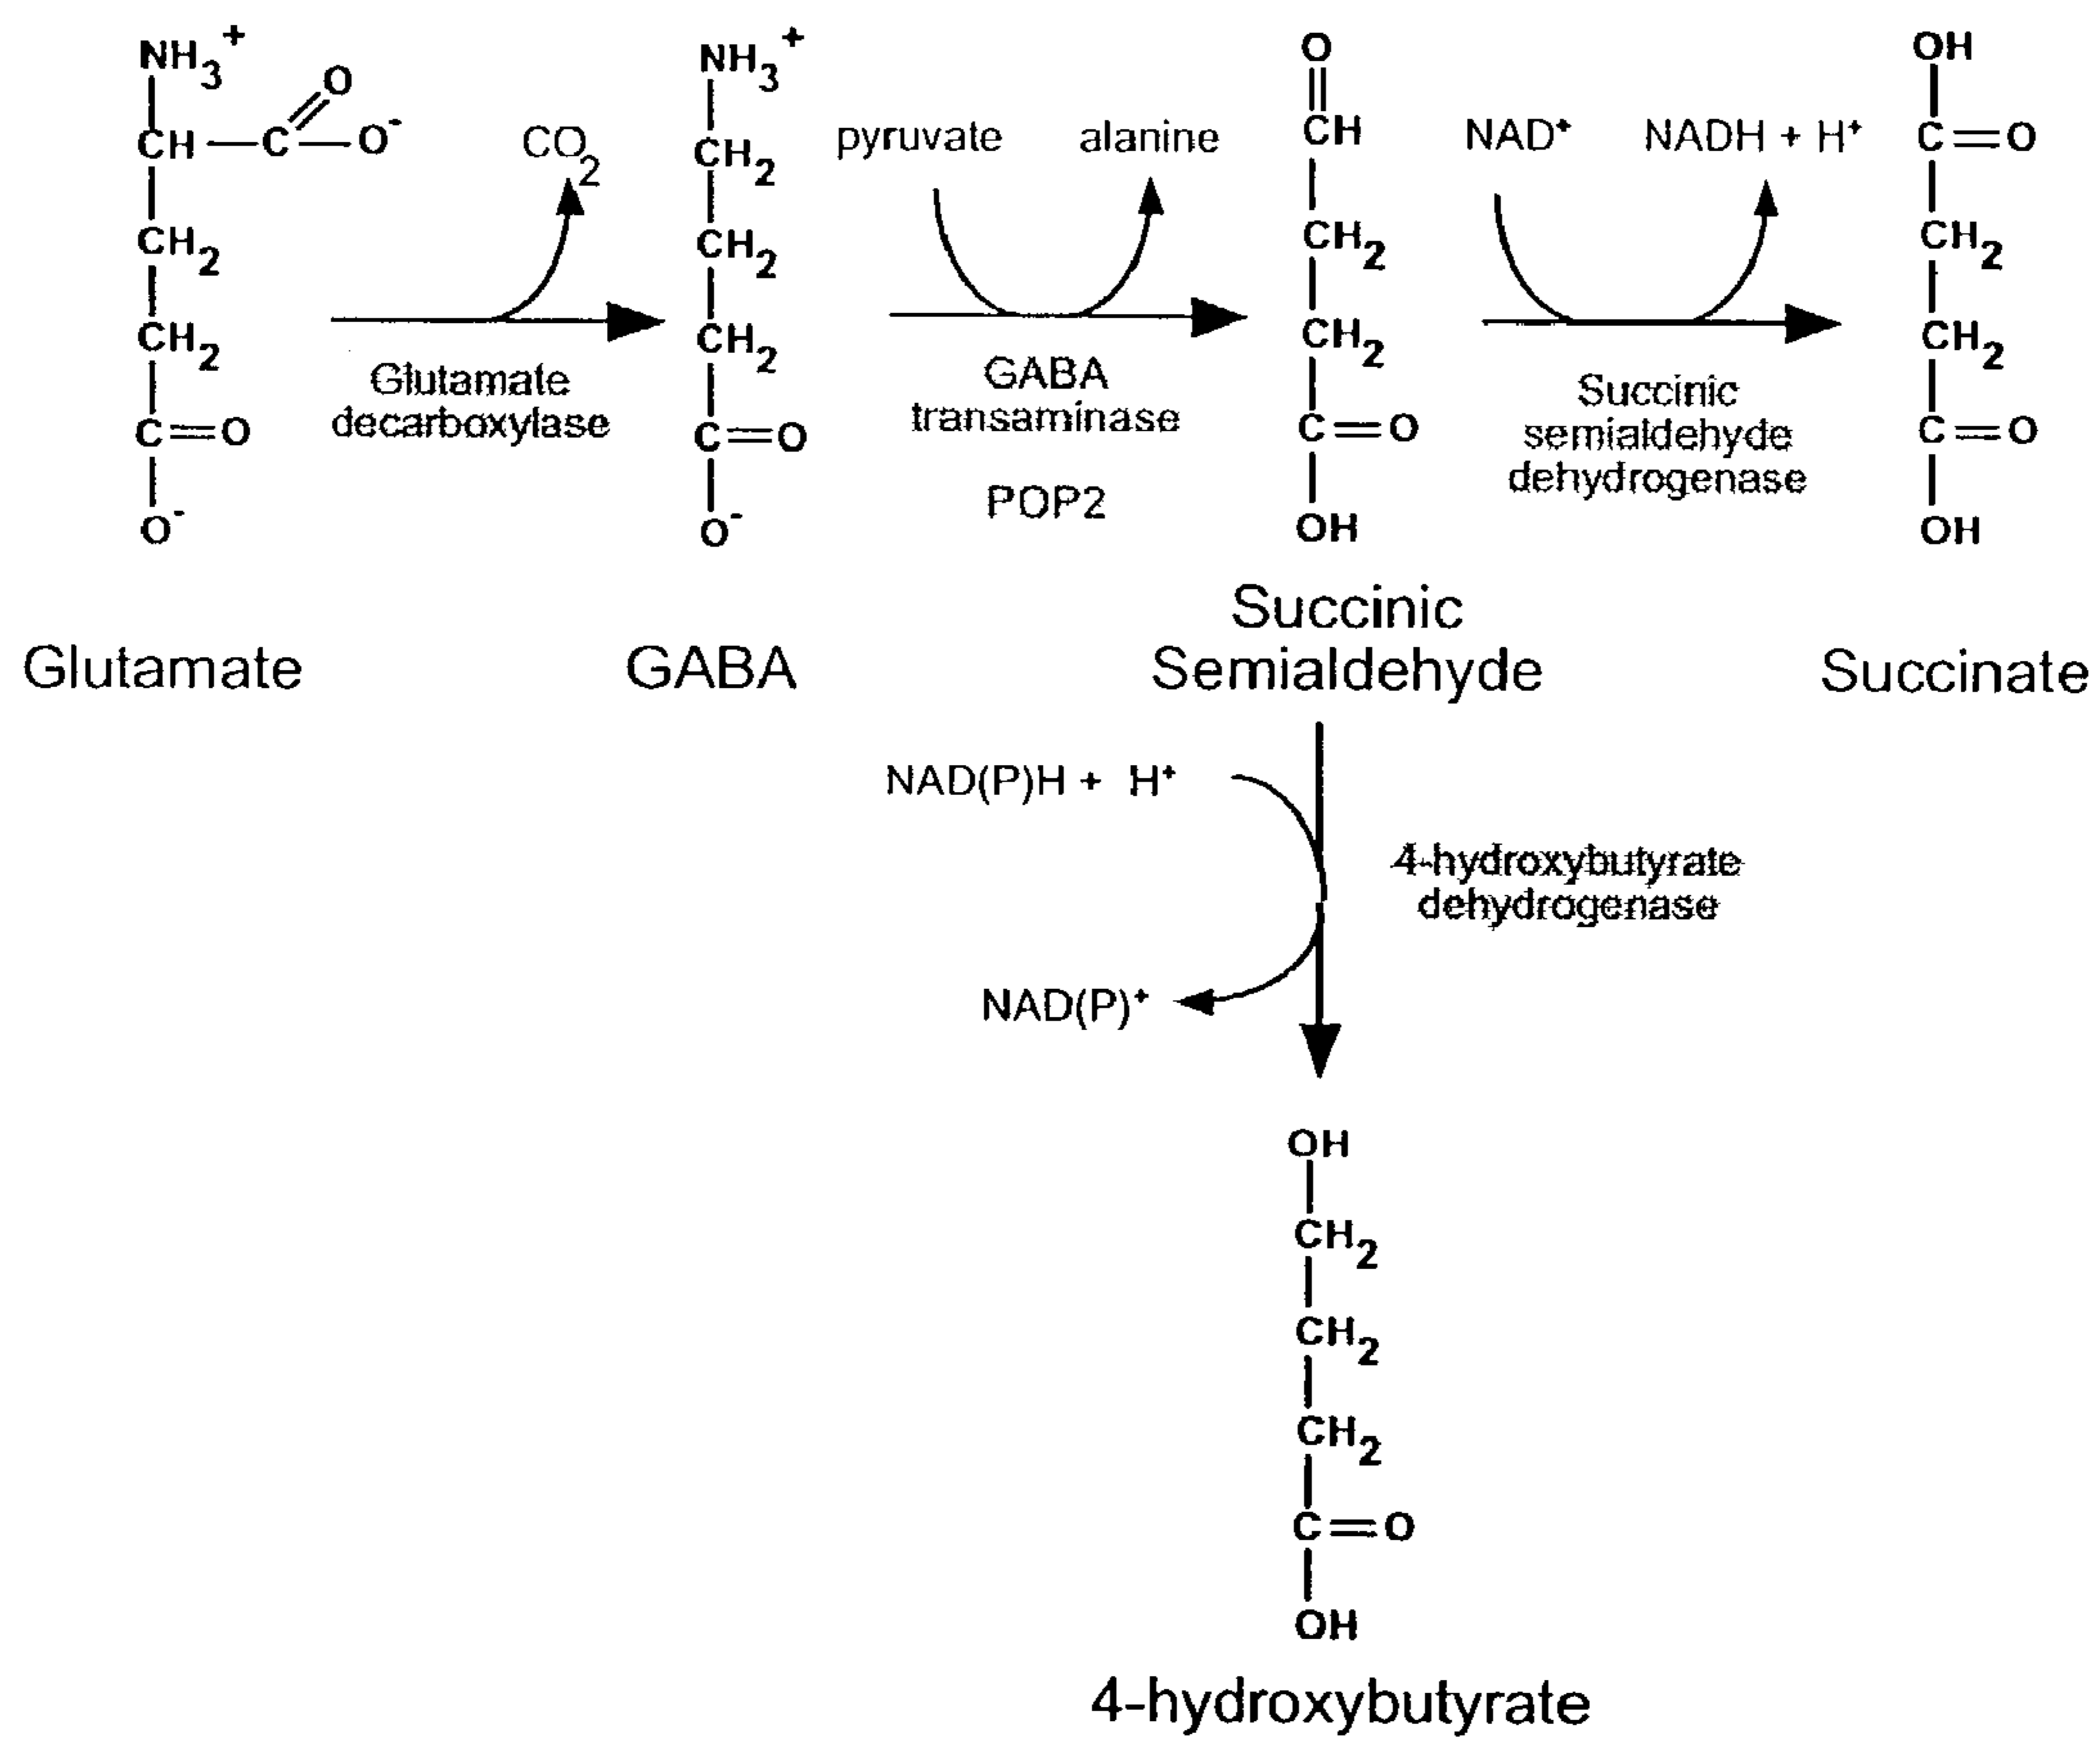 NH3+
CH—C
O
O-
CH2
CH2
C=O
O-
CO2
Glutamate
decarboxylase
NH3+
CH2
CH2
CH2
C=O
O-
pyruvate
alanine
GABA
transaminase
POP2
O
CH
CH2
CH2
C=O
OH
NAD+
NADH + H+
Succinic
semialdehyde
dehydrogenase
OH
C=O
CH2
CH2
C=O
OH
Glutamate
GABA
Succinic
Semialdehyde
Succinate
NAD(P)H + H+
4-hydroxybutyrate
dehydrogenase
NAD(P)+
OH
CH2
CH2
CH2
C=O
OH
4-hydroxybutyrate